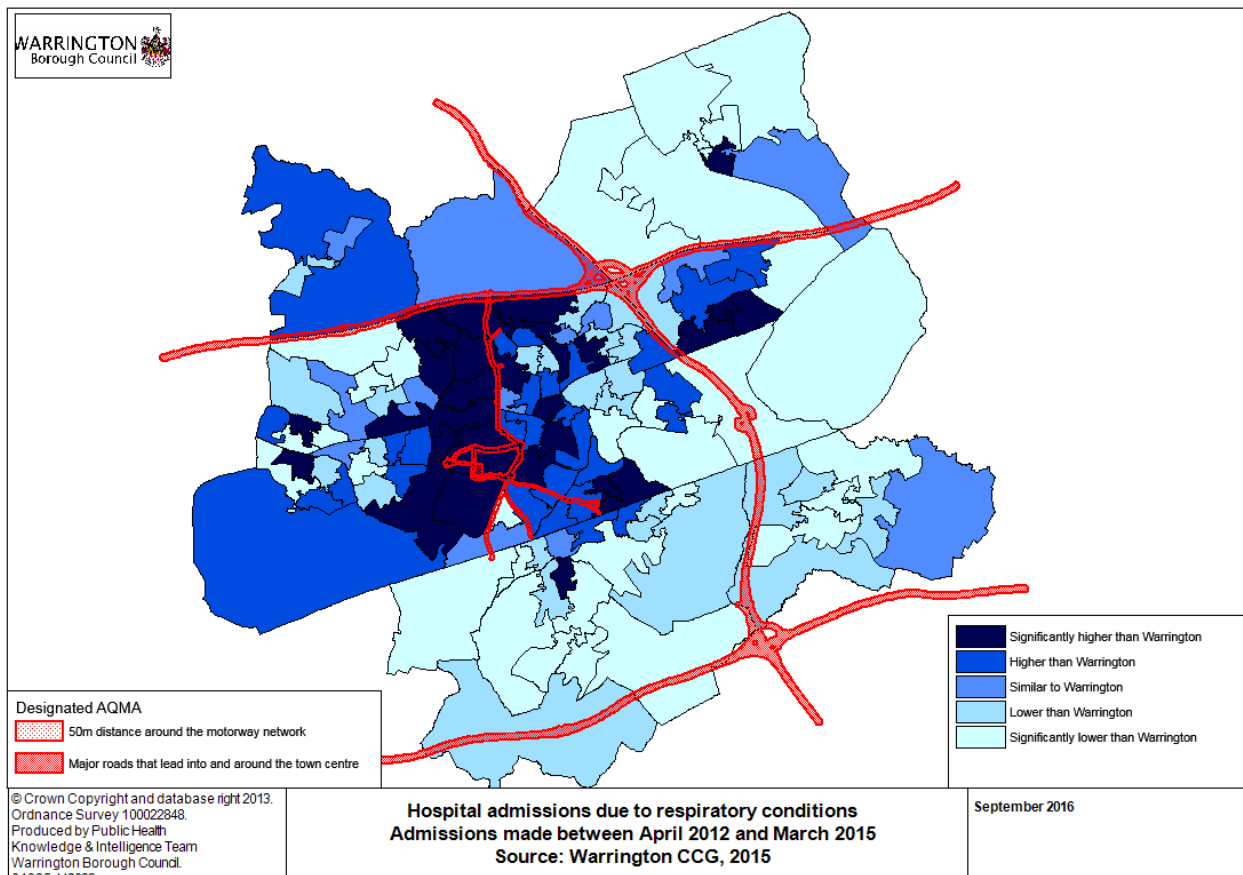 WARRINGTON
Borough Council
Significantly higher than Warrington
Higher than Warrington
Similar to Warrington
Lower than Warrington
Significantly lower than Warrington
Designated AQMA
50m distance around the motorway network
Major roads that lead into and around the town centre
© Crown Copyright and database right 2013.
Ordnance Survey 100022848.
Produced by Public Health
Knowledge & Intelligence Team
Warrington Borough Council.
Hospital admissions due to respiratory conditions
Admissions made between April 2012 and March 2015
Source: Warrington CCG, 2015
September 2016